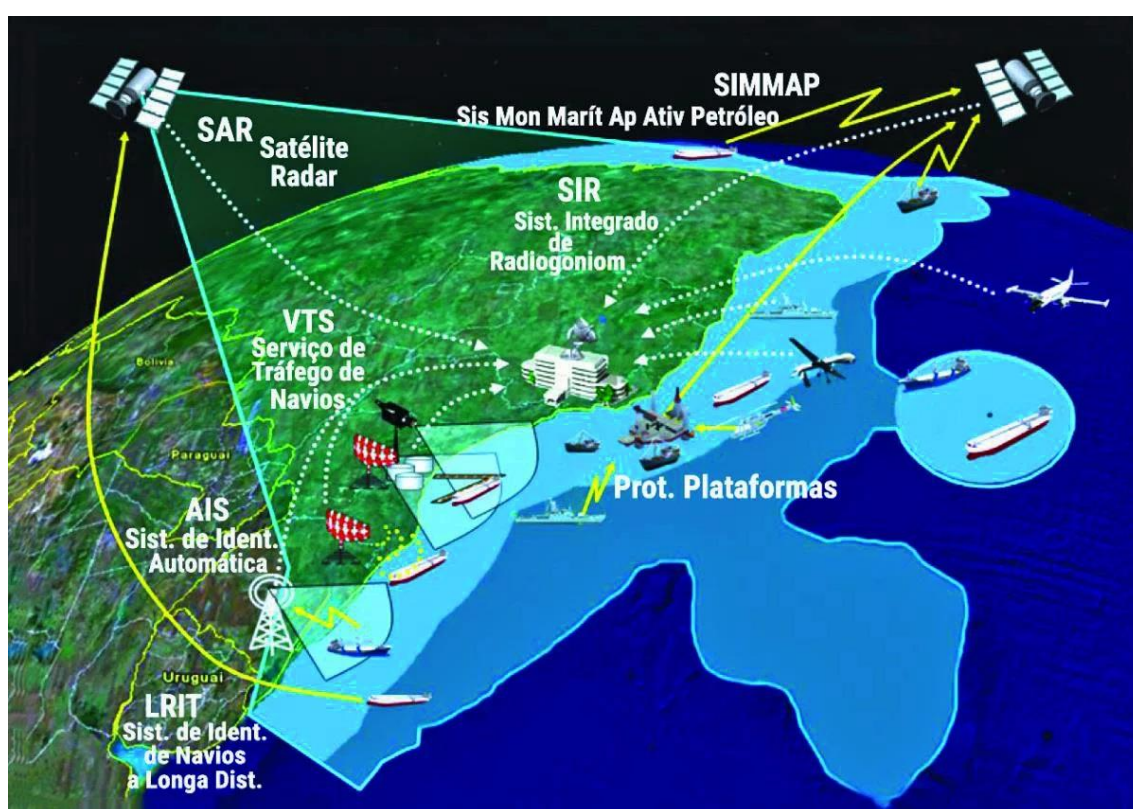 SIMMAP
Sis Mon Marít Ap Ativ Petróleo
SAR
Satélite
Radar
SIR
Sist. Integrado
de
Radiogoniom
VTS
Serviço de
Tráfego de
Navios
Bolivia
Paraguai
AIS
Sist. de Ident.
Automática
Prot. Plataformas
Uruguai
LRIT
Sist. de Ident.
de Navios
a Longa Dist.